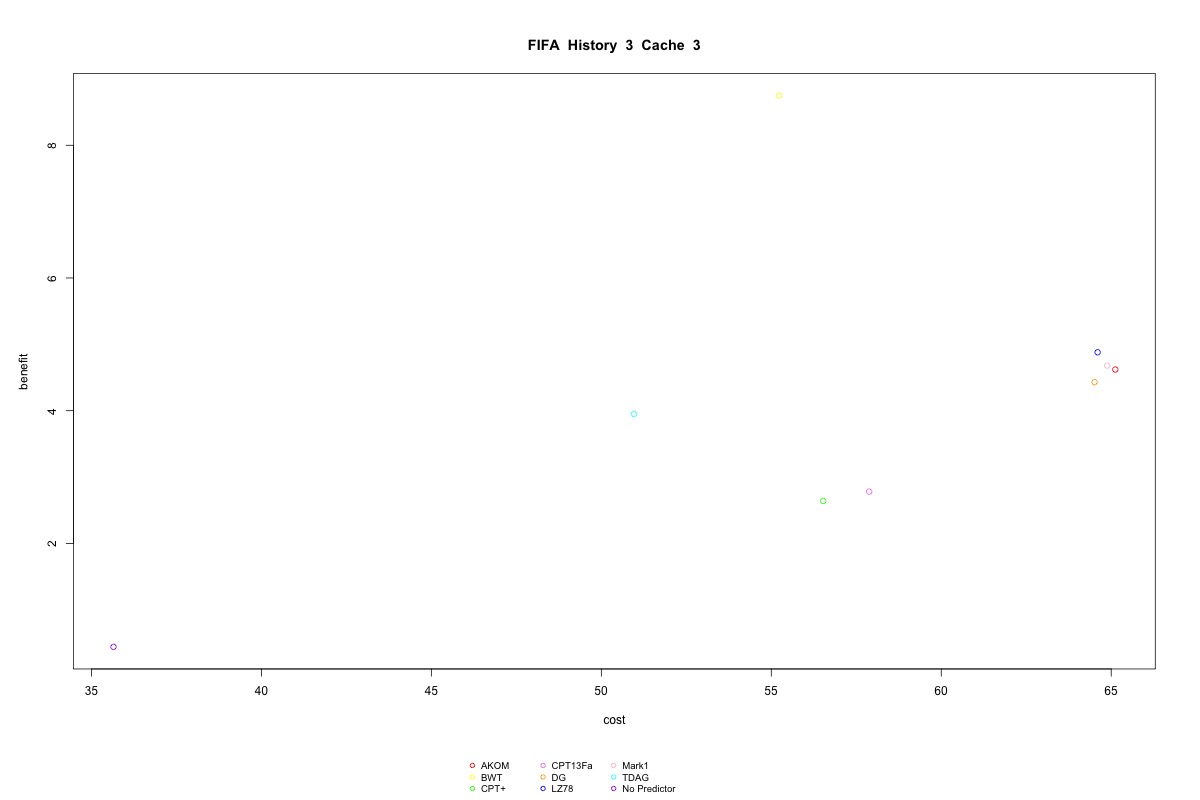 FIFA History 3 Cache 3
benefit
8
6
4
2
35 40 45 50 55 60 65
cost
AKOM CPT13Fa Mark1
BWT DG TDAG
CPT+ LZ78 No Predictor